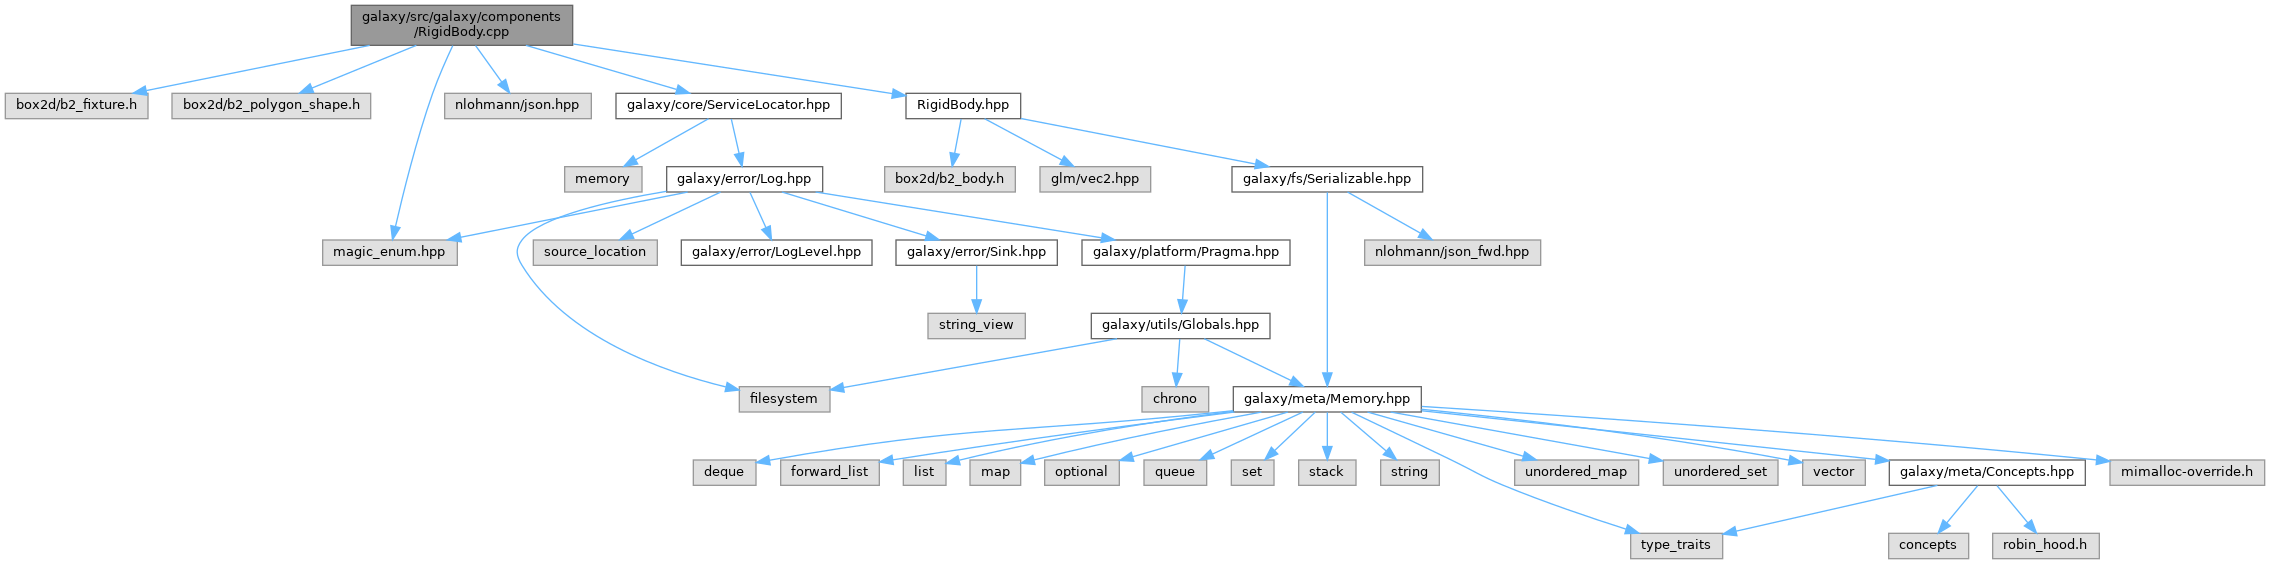 galaxy/src/galaxy/components
/RigidBody.cpp
box2d/b2_fixture.h
box2d/b2_polygon_shape.h
nlohmann/json.hpp
galaxy/core/ServiceLocator.hpp
RigidBody.hpp
memory
galaxy/error/Log.hpp
box2d/b2_body.h
glm/vec2.hpp
galaxy/fs/Serializable.hpp
magic_enum.hpp
source_location
galaxy/error/LogLevel.hpp
galaxy/error/Sink.hpp
galaxy/platform/Pragma.hpp
nlohmann/json_fwd.hpp
string_view
galaxy/utils/Globals.hpp
filesystem
chrono
galaxy/meta/Memory.hpp
deque
forward_list
list
map
optional
queue
set
stack
string
unordered_map
unordered_set
vector
galaxy/meta/Concepts.hpp
mimalloc-override.h
type_traits
concepts
robin_hood.h